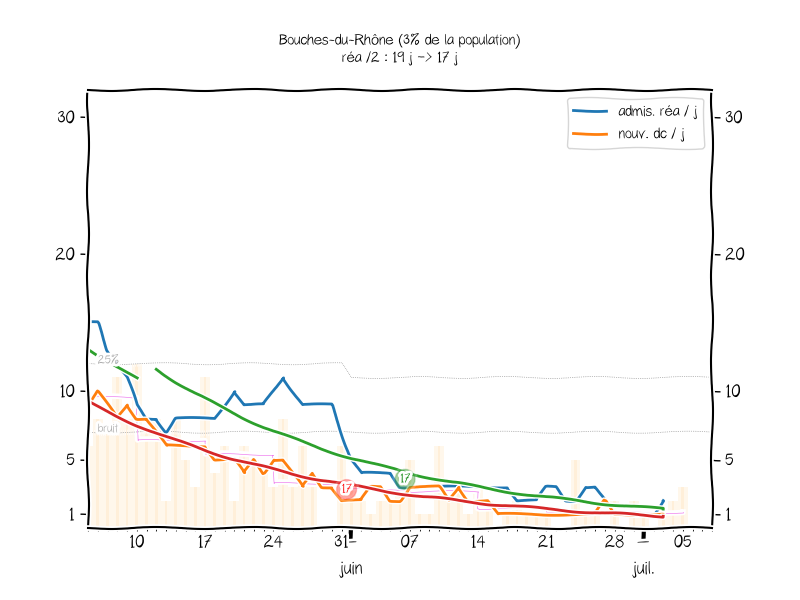 Bouches-du-Rhône (3% de la population)
réa /2 : 19 j -> 17 j
admis. réa / j
nouv. dc / j
30
30
20
20
25%
10
10
bruit
5
5
17
17
1
1
10 17 24 31 07 14 21 28 05
juin juil.